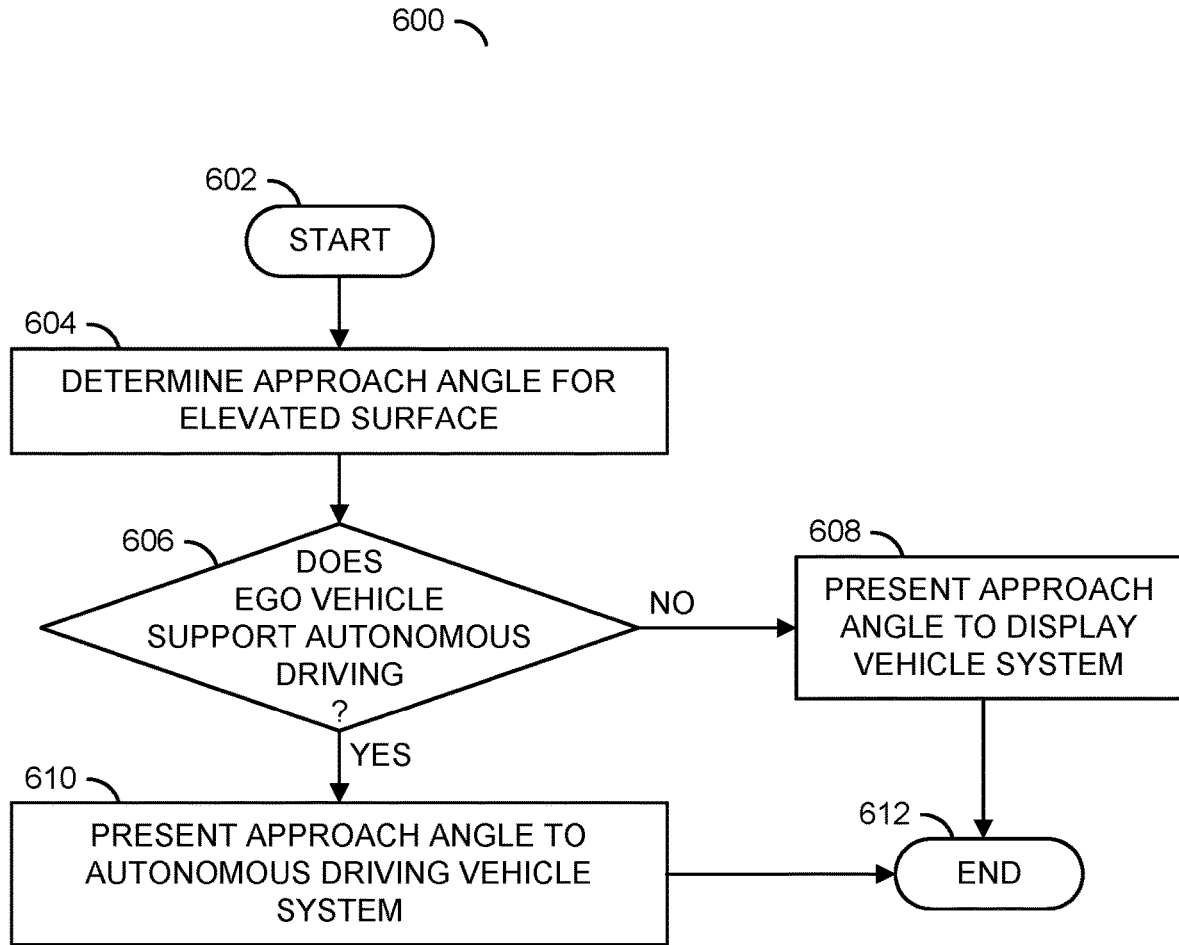 600
602
START
604
DETERMINE APPROACH ANGLE FOR
ELEVATED SURFACE
606
DOES
EGO VEHICLE
SUPPORT AUTONOMOUS
DRIVING
?
NO
608
PRESENT APPROACH
ANGLE TO DISPLAY
VEHICLE SYSTEM
YES
610
PRESENT APPROACH ANGLE TO
AUTONOMOUS DRIVING VEHICLE
SYSTEM
612
END